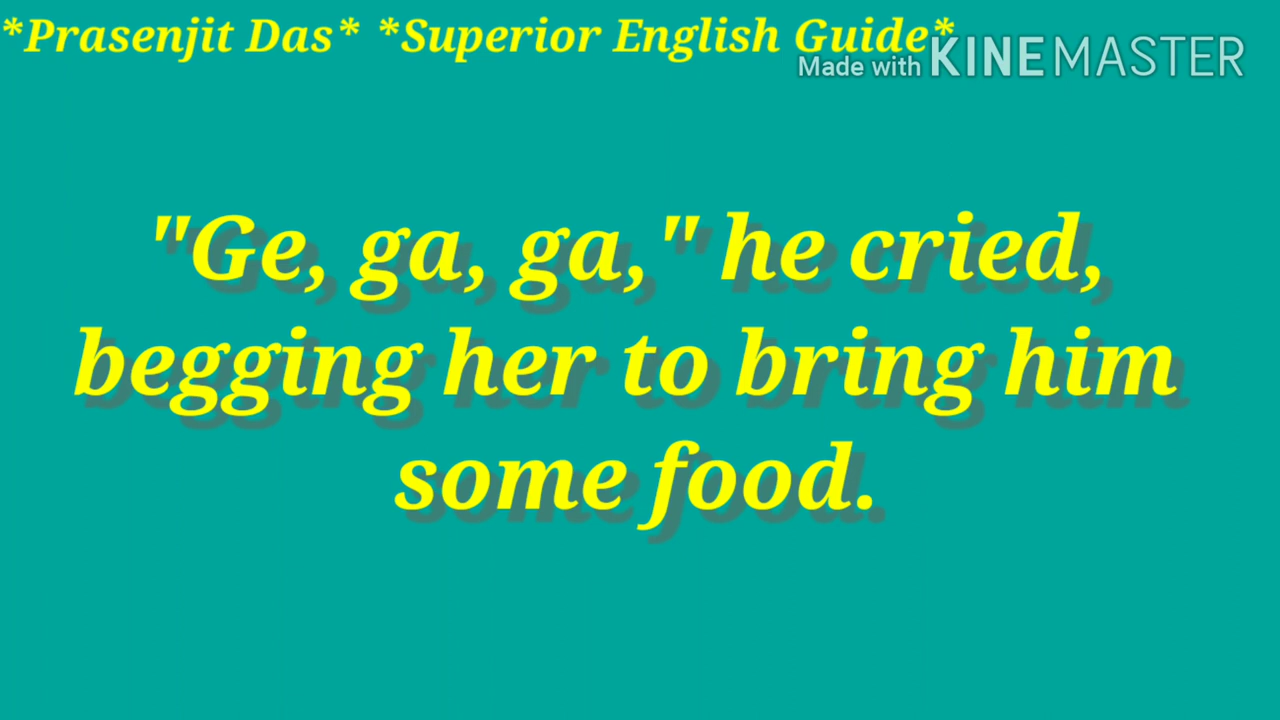 *Prasenjit Das* *Superior English Guide*
Made with KINEMASTER
"Ge, ga, ga," he cried,
begging her to bring him
some food.